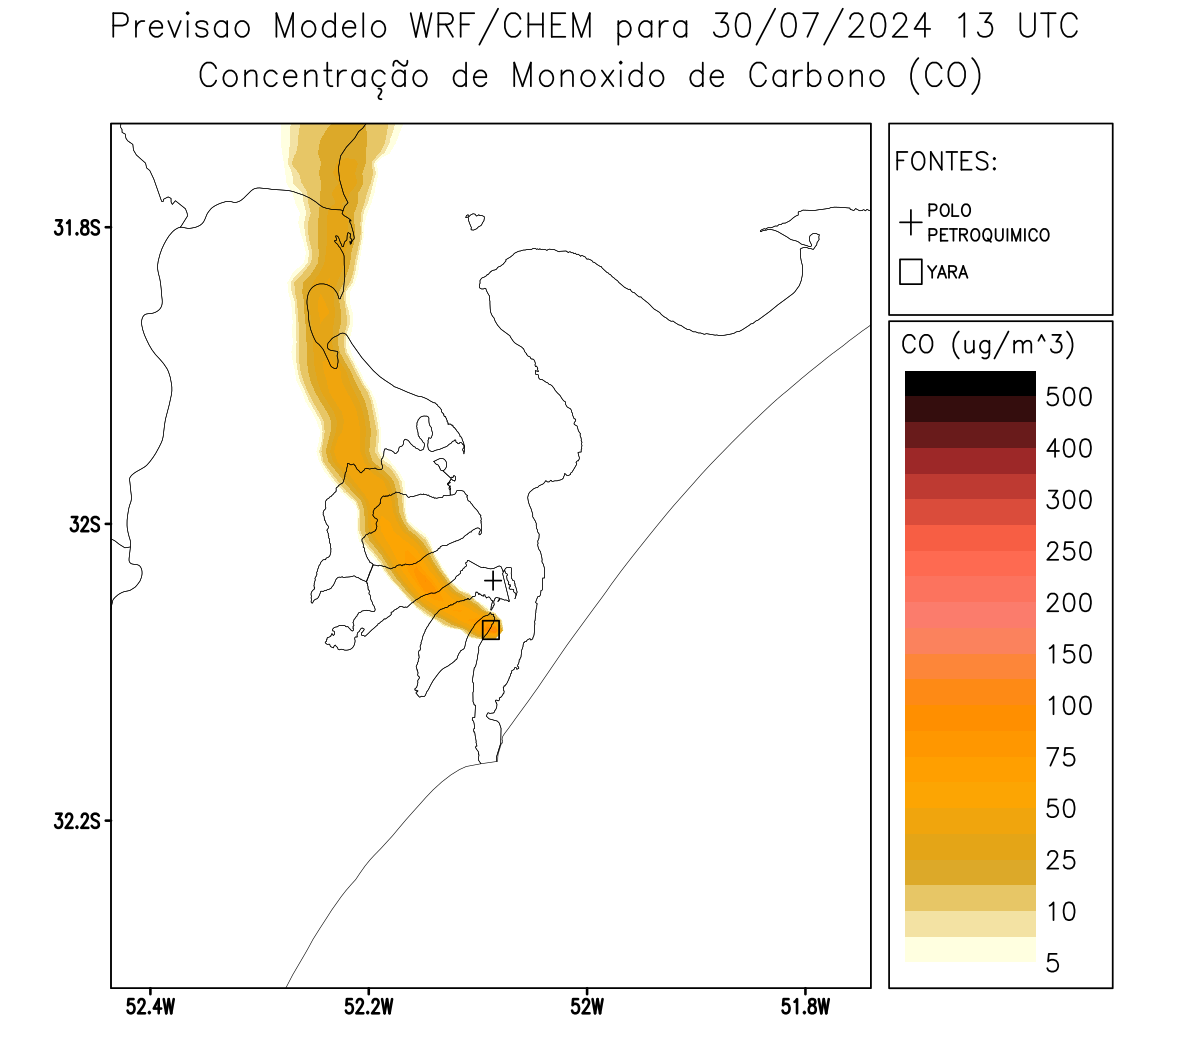 Previsao Modelo WRF/CHEM para 30/07/2024 13 UTC
Concentração de Monoxido de Carbono (CO)
FONTES:
POLO
PETROQUIMICO
YARA
CO (ug/m^3)
500
400
300
250
200
150
100
75
50
25
10
5
31.8S
32S
32.2S
52.4W
52.2W
52W
51.8W